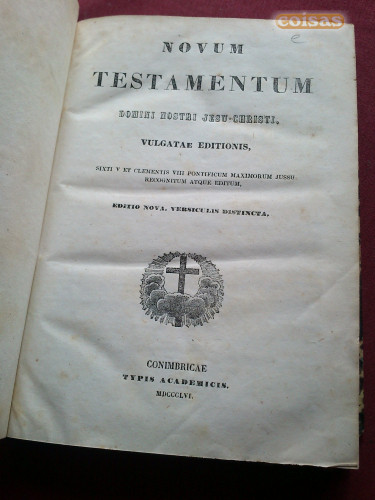 coisas
e
NOVUM
TESTAMENTUM
DOMINI NOSTRI JESU-CHRISTI,
VULGATAE EDITIONIS,
SIXTI V ET CLEMENTIS VIII PONTIFICUM MAXIMORUM JUSSU
RECOGNITUM ATQUE EDITUM,
EDITIO NOVA, VERSICULIS DISTINCTA.
CONIMBRICAE
TYPIS ACADEMICIS.
MDCCCLVI.